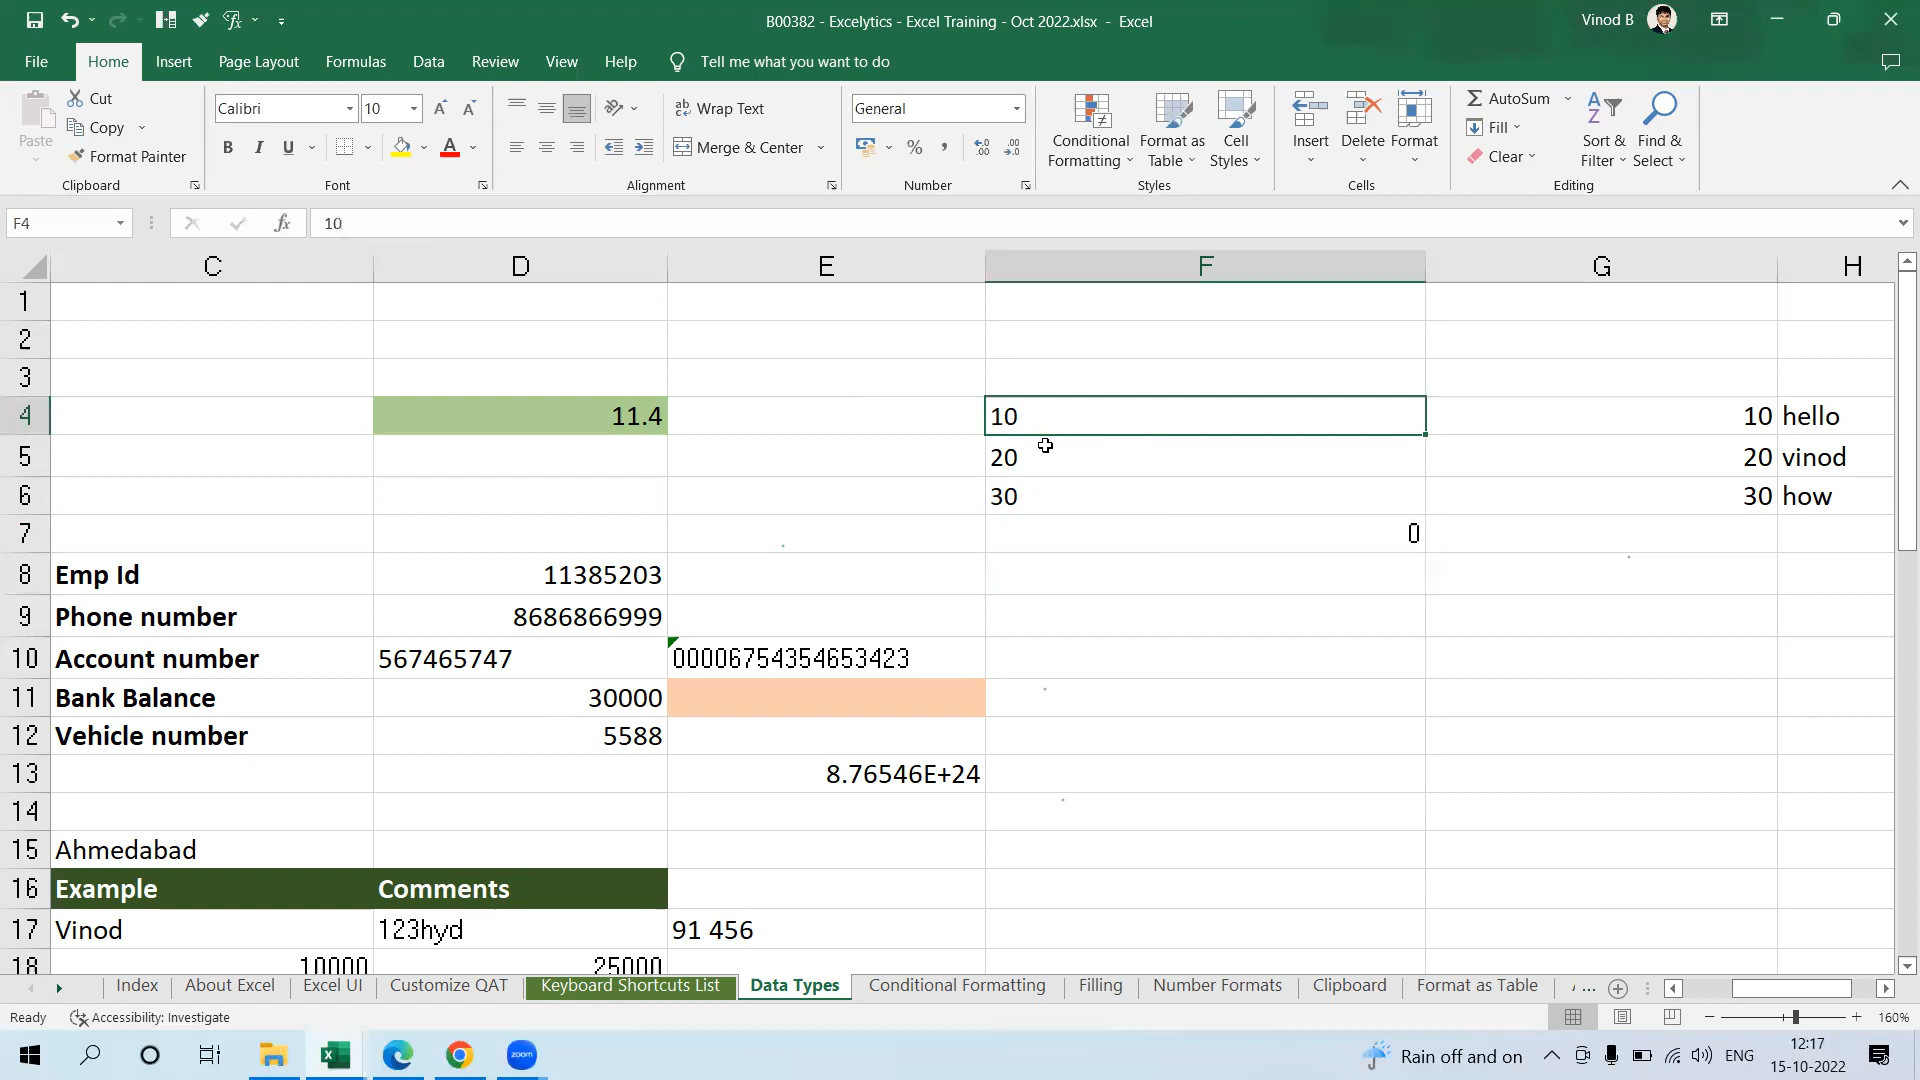 B00382 - Excelytics - Excel Training - Oct 2022.xlsx - Excel
Vinod B
File Home Insert Page Layout Formulas Data Review View Help Tell me what you want to do
Paste
Cut
Copy
Format Painter
Clipboard
Calibri 10
B I U
Font
Wrap Text
Merge & Center
Alignment
General
Number
Conditional Formatting
Format as Table
Cell Styles
Styles
Insert Delete Format
Cells
AutoSum
Fill
Clear
Sort & Filter
Find & Select
Editing
F4 fx 10
C D E F G H
1
2
3
4 11.4 10 10 hello
5 20 20 vinod
6 30 30 how
7 0
8 Emp Id 11385203
9 Phone number 8686866999
10 Account number 567465747 00006754354653423
11 Bank Balance 30000
12 Vehicle number 5588
13 8.76546E+24
14
15 Ahmedabad
16 Example Comments
17 Vinod 123hyd 91 456
18 10000 25000
Index About Excel Excel UI Customize QAT Keyboard Shortcuts List Data Types Conditional Formatting Filling Number Formats Clipboard Format as Table ...
Ready Accessibility: Investigate 160%
zoom
Rain off and on ENG
12:17
15-10-2022